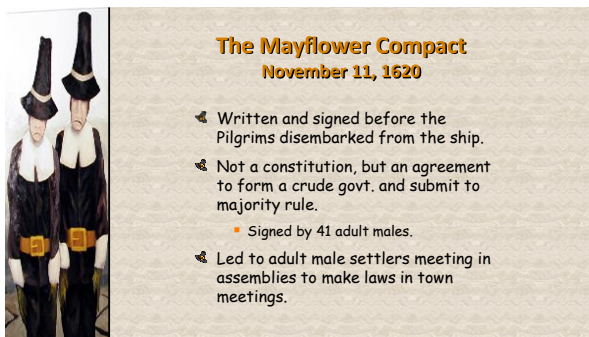 The Mayflower Compact
November 11, 1620
Written and signed before the
Pilgrims disembarked from the ship.
Not a constitution, but an agreement
to form a crude govt. and submit to
majority rule.
Signed by 41 adult males.
Led to adult male settlers meeting in
assemblies to make laws in town
meetings.